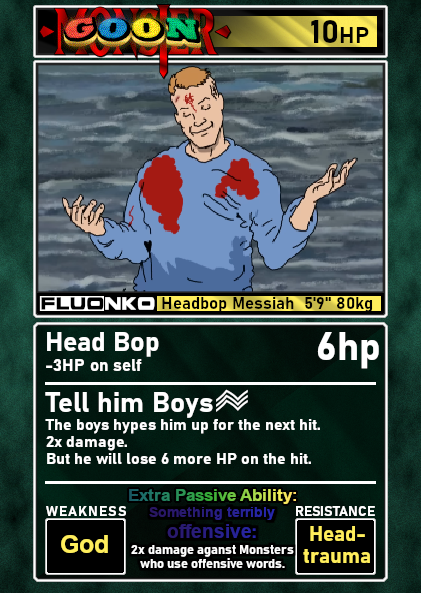 MONSTER
GOON
10HP
FLUONKO Headbop Messiah 5'9" 80kg
Head Bop 6hp
-3HP on self
Tell him Boys
The boys hypes him up for the next hit.
2x damage.
But he will lose 6 more HP on the hit.
Extra Passive Ability:
WEAKNESS Something terribly RESISTANCE
God offensive: Head-
2x damage aganst Monsters trauma
who use offensive words.